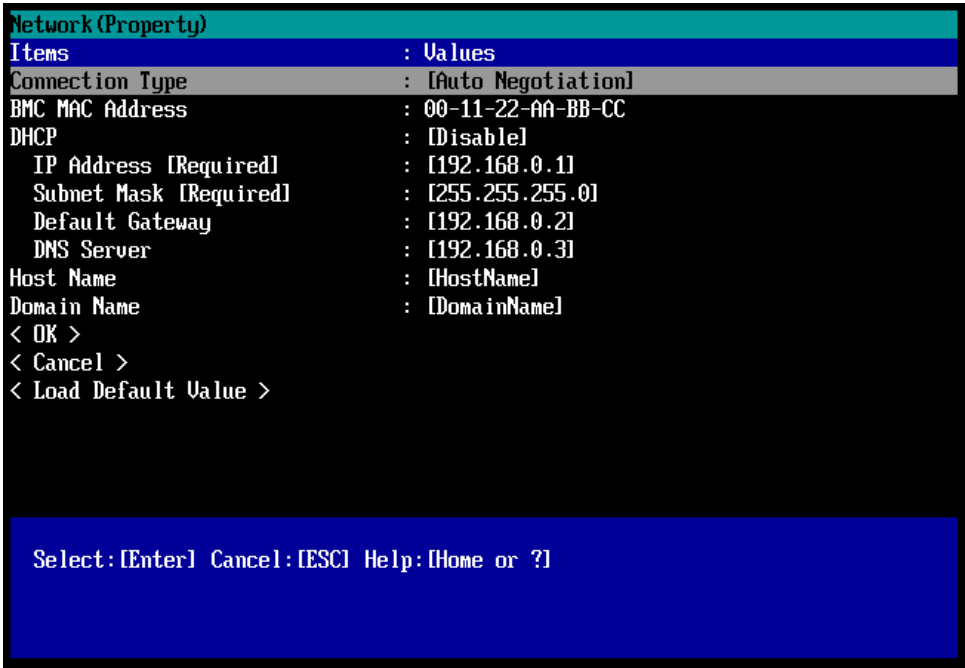 Network(Property)
Items : Values
Connection Type : [Auto Negotiation]
BMC MAC Address : 00-11-22-AA-BB-CC
DHCP : [Disable]
IP Address [Required] : [192.168.0.1]
Subnet Mask [Required] : [255.255.255.0]
Default Gateway : [192.168.0.2]
DNS Server : [192.168.0.3]
Host Name : [HostName]
Domain Name : [DomainName]
< OK >
< Cancel >
< Load Default Value >
Select:[Enter] Cancel:[ESC] Help:[Home or ?]